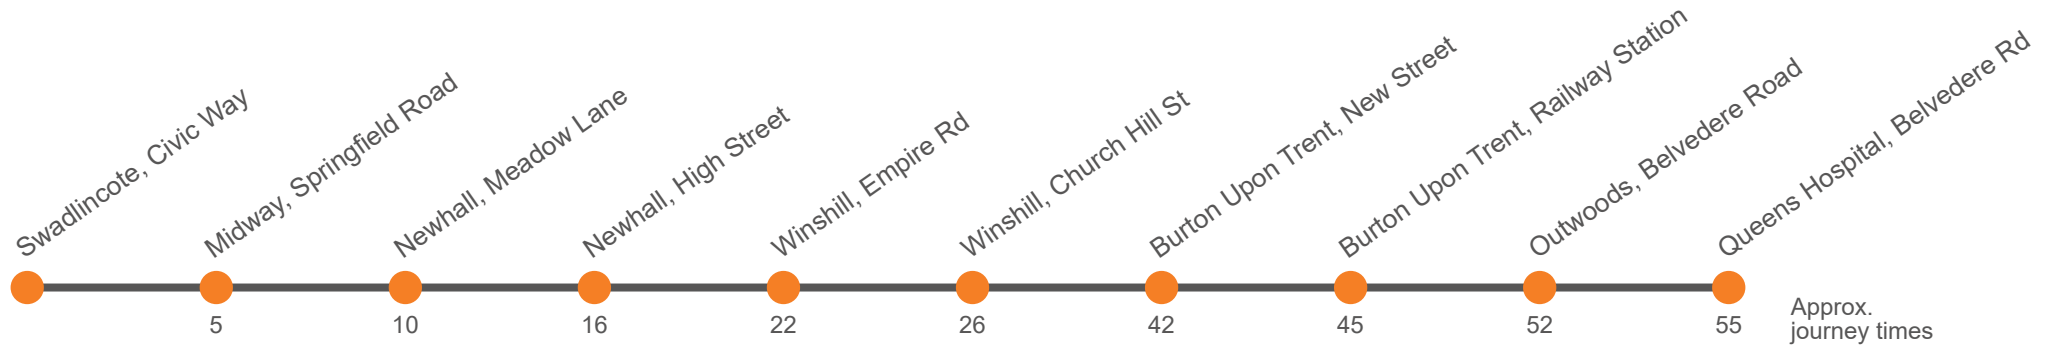 Swadlincote, Civic Way
Midway, Springfield Road
Newhall, Meadow Lane
Newhall, High Street
Winshill, Empire Rd
Winshill, Church Hill St
Burton Upon Trent, New Street
Burton Upon Trent, Railway Station
Outwoods, Belvedere Road
Queens Hospital, Belvedere Rd
5
10
16
22
26
42
45
52
55
Approx.
journey times